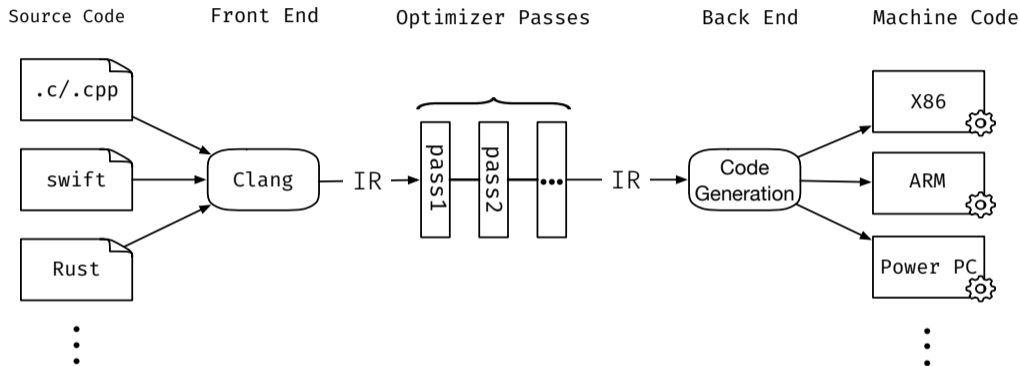 Source Code
Front End
Optimizer Passes
Back End
Machine Code
.c/.cpp
swift
Rust
Clang
IR
pass1
pass2
IR
Code
Generation
X86
ARM
Power PC